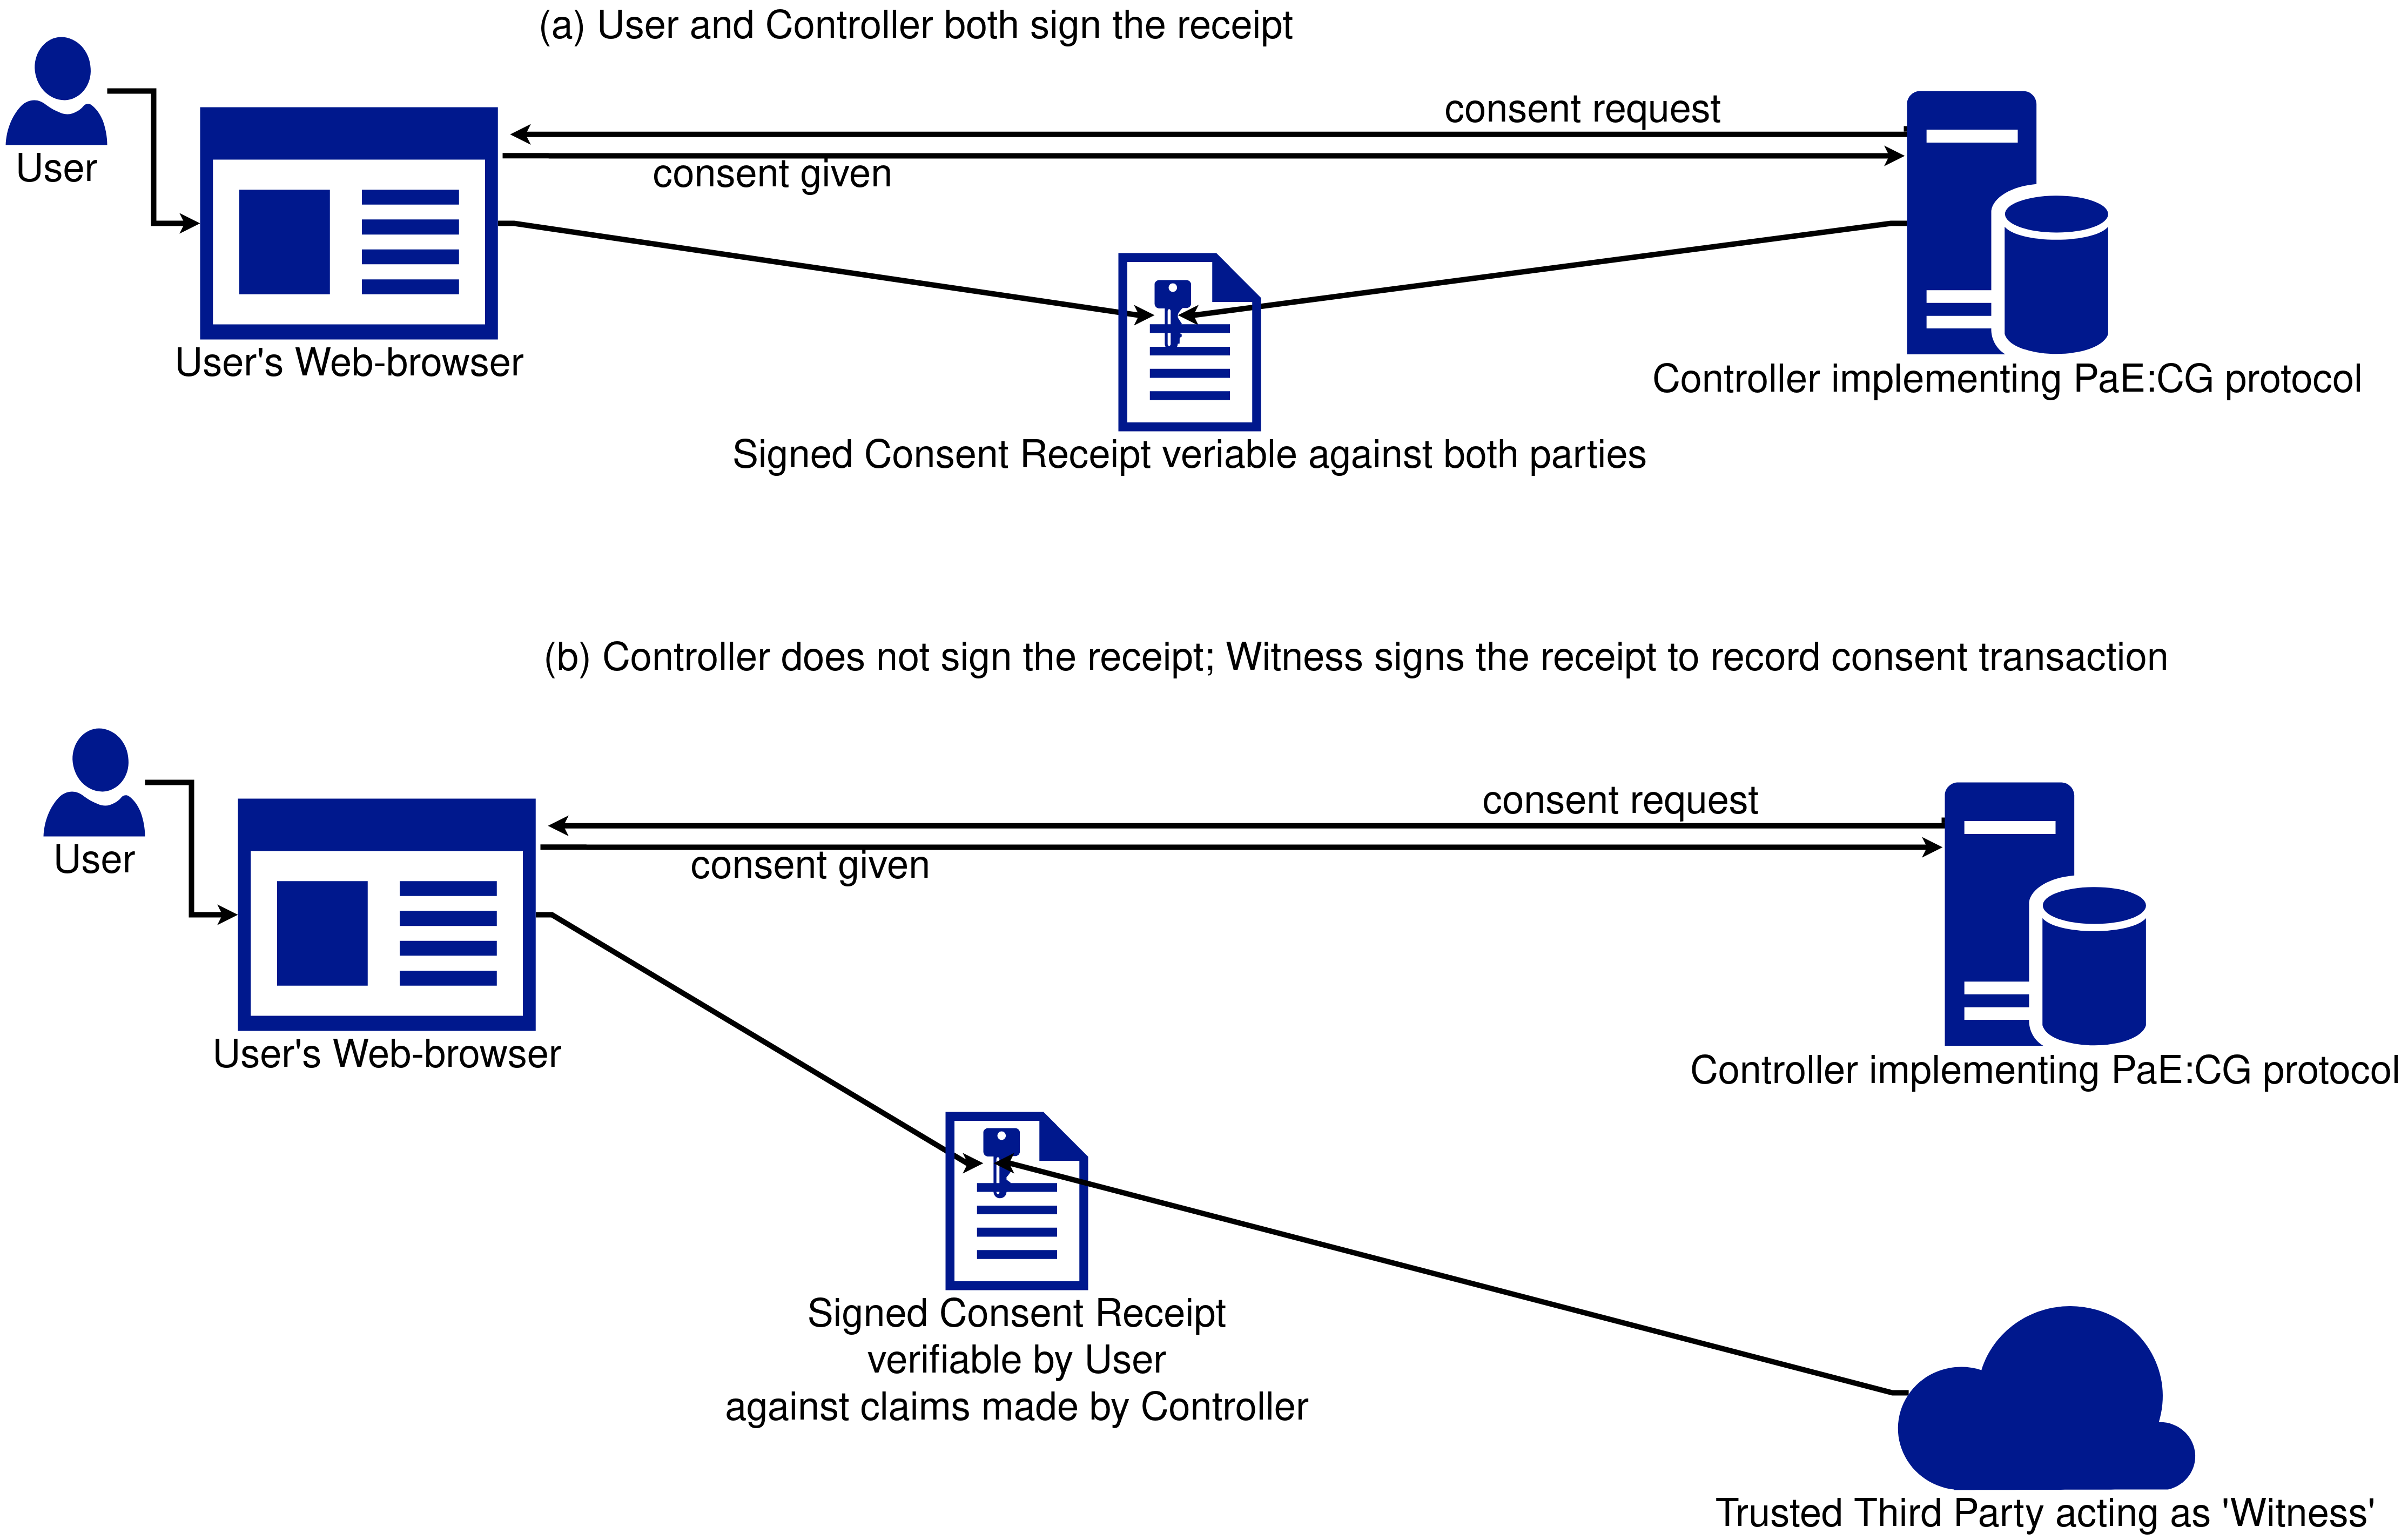 (a) User and Controller both sign the receipt
consent request
consent given
User
User's Web-browser
Controller implementing PaE:CG protocol
Signed Consent Receipt veriable against both parties
(b) Controller does not sign the receipt; Witness signs the receipt to record consent transaction
consent request
consent given
User
User's Web-browser
Controller implementing PaE:CG protocol
Signed Consent Receipt
verifiable by User
against claims made by Controller
Trusted Third Party acting as 'Witness'